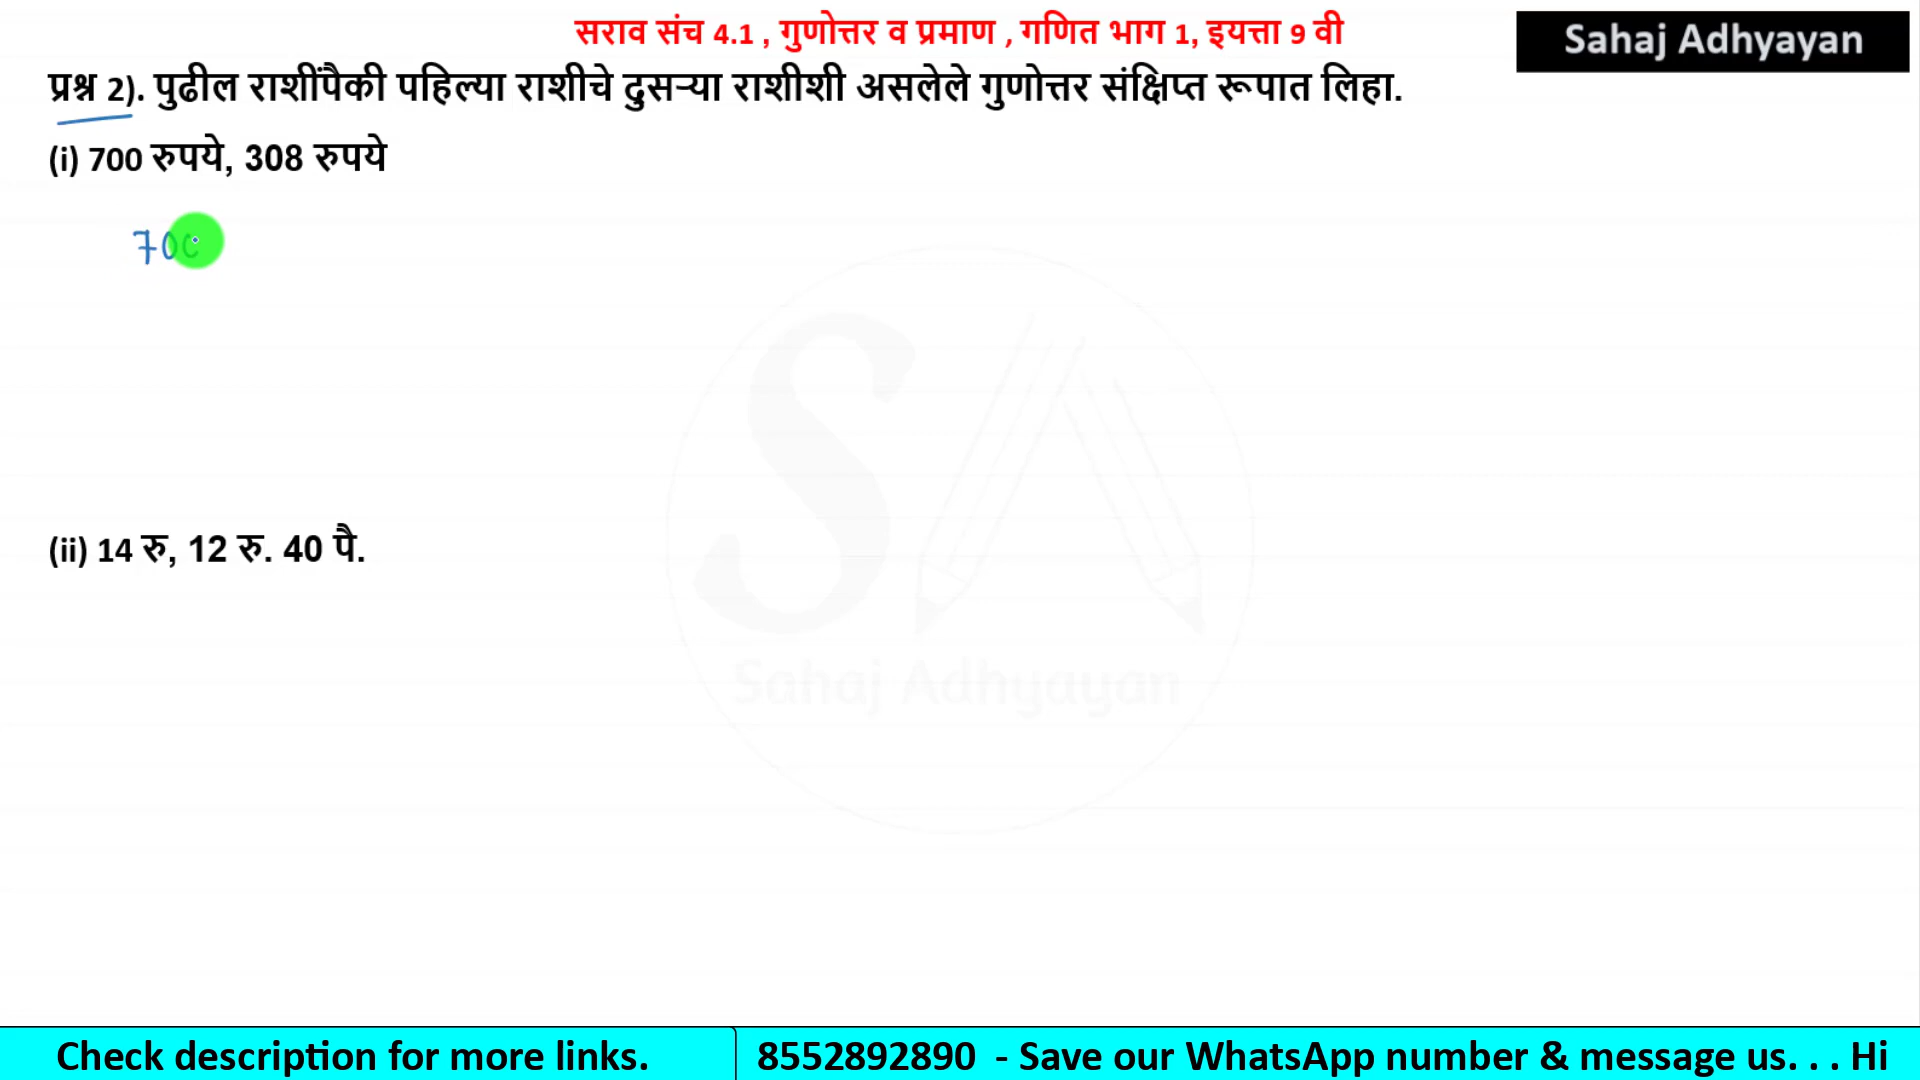 सराव संच 4.1 , गुणोत्तर व प्रमाण , गणित भाग 1, इयत्ता 9 वी
Sahaj Adhyayan
प्रश्न 2). पुढील राशींपैकी पहिल्या राशीचे दुसऱ्या राशीशी असलेले गुणोत्तर संक्षिप्त रूपात लिहा.
(i) 700 रुपये, 308 रुपये
700
(ii) 14 रु, 12 रु. 40 पै.
Sahaj Adhyayan
Check description for more links.
8552892890 - Save our WhatsApp number & message us. . . Hi